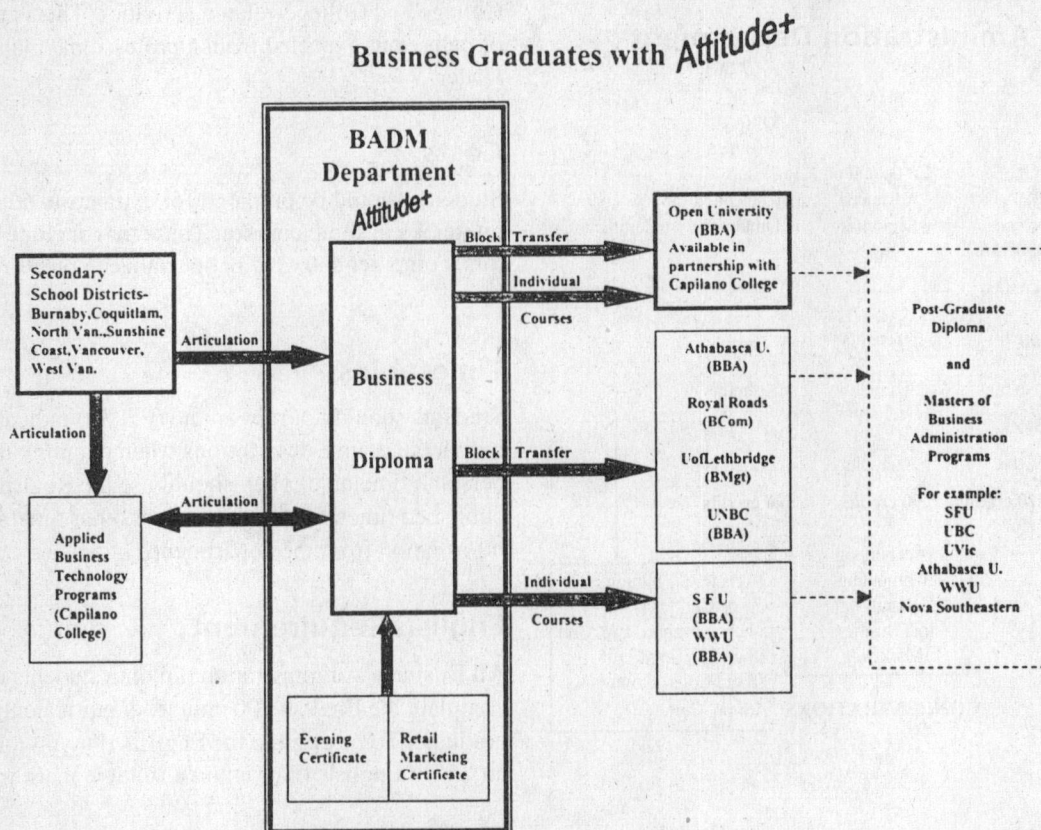 Business Graduates with Attitude+
BADM
Department
Attitude+
Secondary
School Districts-
Burnaby,Coquitlam,
North Van.,Sunshine
Coast,Vancouver,
West Van.
Articulation
Articulation
Articulation
Applied
Business
Technology
Programs
(Capilano
College)
Business
Diploma
Evening
Certificate
Retail
Marketing
Certificate
Block Transfer
Individual
Courses
Block Transfer
Individual
Courses
Open University
(BBA)
Available in
partnership with
Capilano College
Athabasca U.
(BBA)
Royal Roads
(BCom)
UofLethbridge
(BMgt)
UNBC
(BBA)
S F U
(BBA)
WWU
(BBA)
Post-Graduate
Diploma
and
Masters of
Business
Administration
Programs
For example:
SFU
UBC
UVic
Athabasca U.
WWU
Nova Southeastern